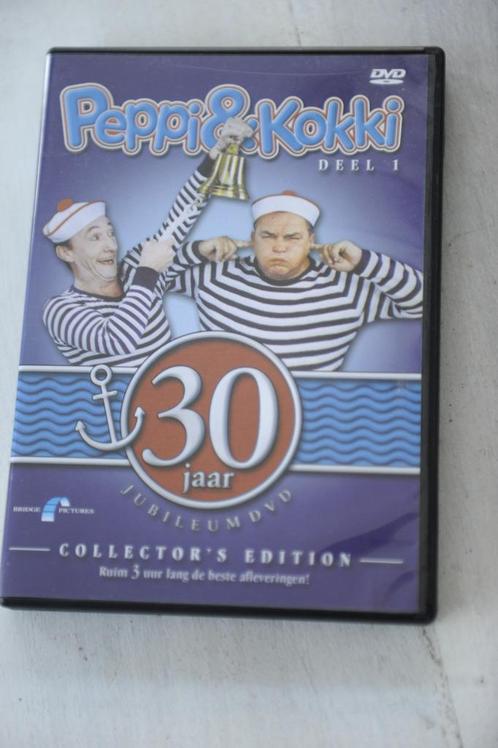 DVD
Peppi & Kokki
DEEL 1
30
jaar
JUBILEUM DVD
BRIDGE PICTURES
COLLECTOR'S EDITION
Ruim 3 uur lang de beste afleveringen!